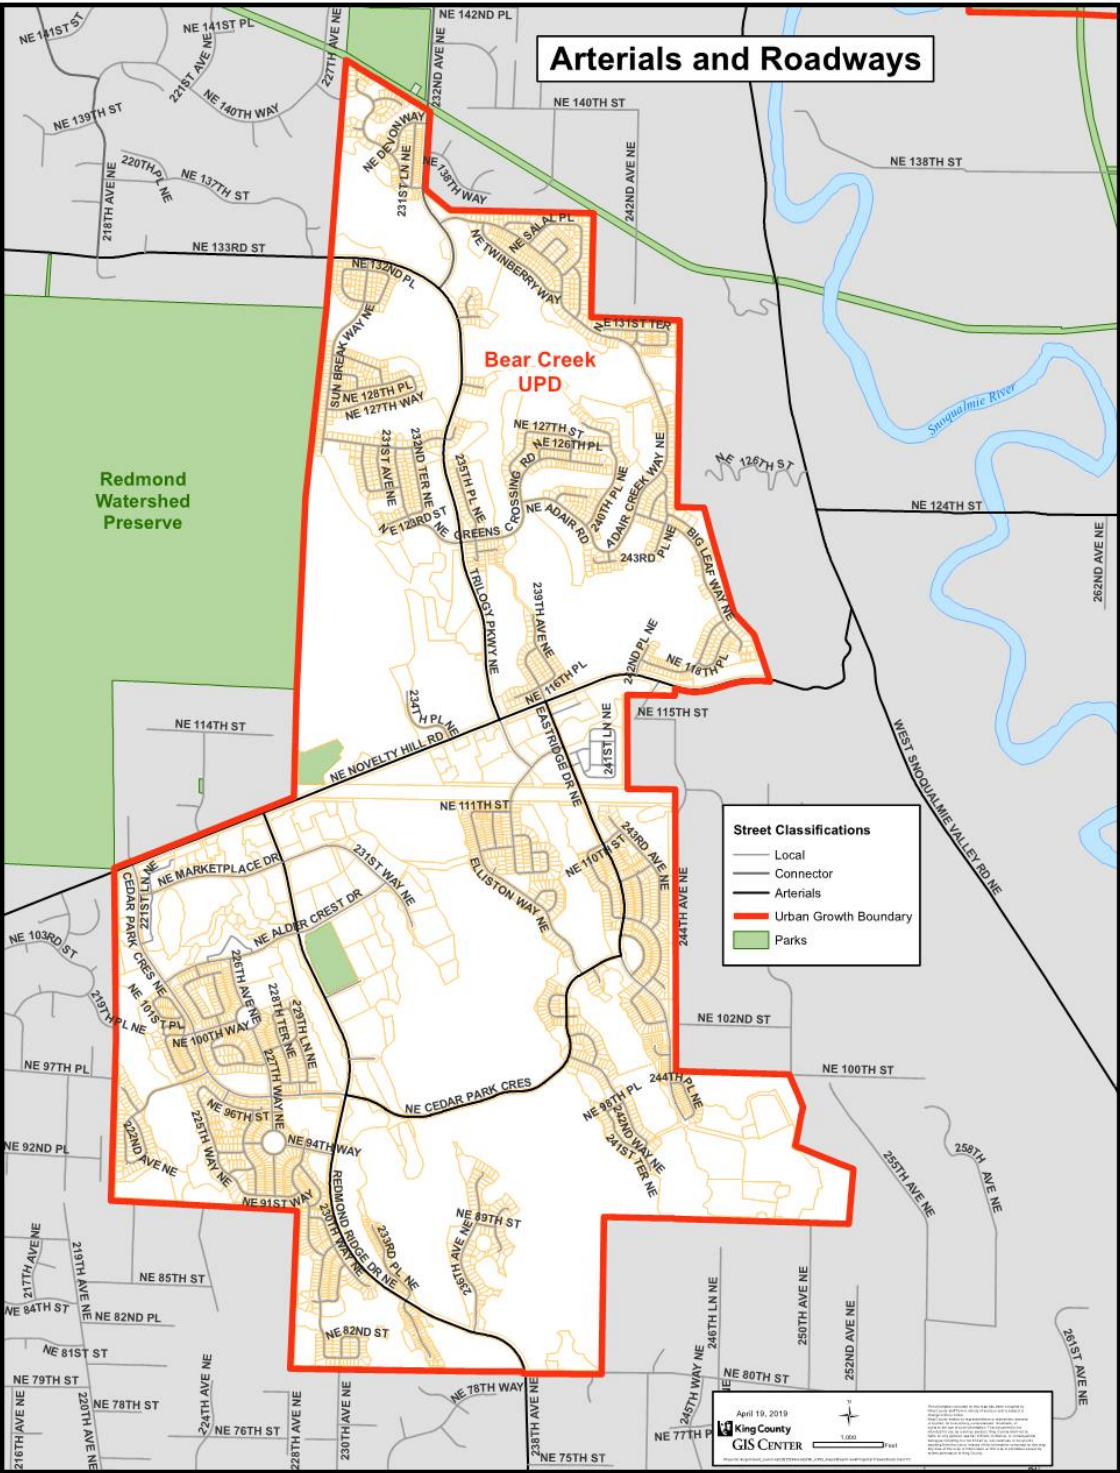 Arterials and Roadways
NE 142ND PL
NE 141ST ST
NE 141ST PL
221ST AVE NE
227TH AVE NE
232ND AVE NE
NE 140TH WAY
NE 140TH ST
NE 139TH ST
NE DEVON WAY
NE 138TH WAY
NE 138TH ST
242ND AVE NE
220TH PL NE
NE 137TH ST
218TH AVE NE
231ST LN NE
NE SALAL PL
NE TWINBERRY WAY
NE 133RD ST
NE 132ND PL
NE 131ST TER
SUN BREAK WAY NE
Bear Creek
UPD
Snoqualmie River
NE 128TH PL
NE 127TH WAY
NE 127TH ST
NE 126TH PL
NE 126TH ST
231ST AVE NE
232ND TER NE
235TH PL NE
CROSSING RD
240TH PL NE
ADAIR CREEK WAY NE
Redmond
Watershed
Preserve
NE 124TH ST
NE 123RD ST
NE GREENS
NE ADAIR RD
243RD PL NE
BIG LEAF WAY NE
262ND AVE NE
TRILOGY PKWY NE
239TH AVE NE
242ND PL NE
NE 118TH PL
NE 116TH PL
234TH PL NE
NE 114TH ST
NE 115TH ST
EASTRIDGE DR NE
241ST LN NE
NE NOVELTY HILL RD
WEST SNOQUALMIE VALLEY RD NE
NE 111TH ST
Street Classifications
Local
Connector
Arterials
Urban Growth Boundary
Parks
NE 110TH ST
243RD AVE NE
244TH AVE NE
ELLISTON WAY NE
NE MARKETPLACE DR
231ST WAY NE
221ST LN NE
CEDAR PARK CRES NE
NE ALDER CREST DR
NE 103RD ST
226TH AVE NE
228TH TER NE
229TH LN NE
227TH WAY NE
219TH PL NE
NE 101ST PL
NE 100TH WAY
NE 102ND ST
NE 100TH ST
NE 97TH PL
244TH PL NE
NE 98TH PL
NE CEDAR PARK CRES
242ND WAY NE
241ST TER NE
NE 96TH ST
225TH WAY NE
222ND AVE NE
NE 94TH WAY
NE 92ND PL
NE 91ST WAY
255TH AVE NE
258TH AVE NE
REDMOND RIDGE DR NE
230TH WAY NE
233RD PL NE
NE 89TH ST
236TH AVE NE
217TH AVE NE
219TH AVE NE
NE 85TH ST
NE 84TH ST
NE 82ND PL
NE 82ND ST
NE 81ST ST
246TH LN NE
250TH AVE NE
252ND AVE NE
261ST AVE NE
NE 80TH ST
NE 79TH ST
NE 78TH ST
NE 78TH WAY
NE 76TH ST
NE 75TH ST
NE 77TH P
216TH AVE NE
220TH AVE NE
224TH AVE NE
228TH AVE NE
230TH AVE NE
238TH AVE NE
245TH WAY NE
April 19, 2019
N
King County
GIS CENTER
1,000
Feet